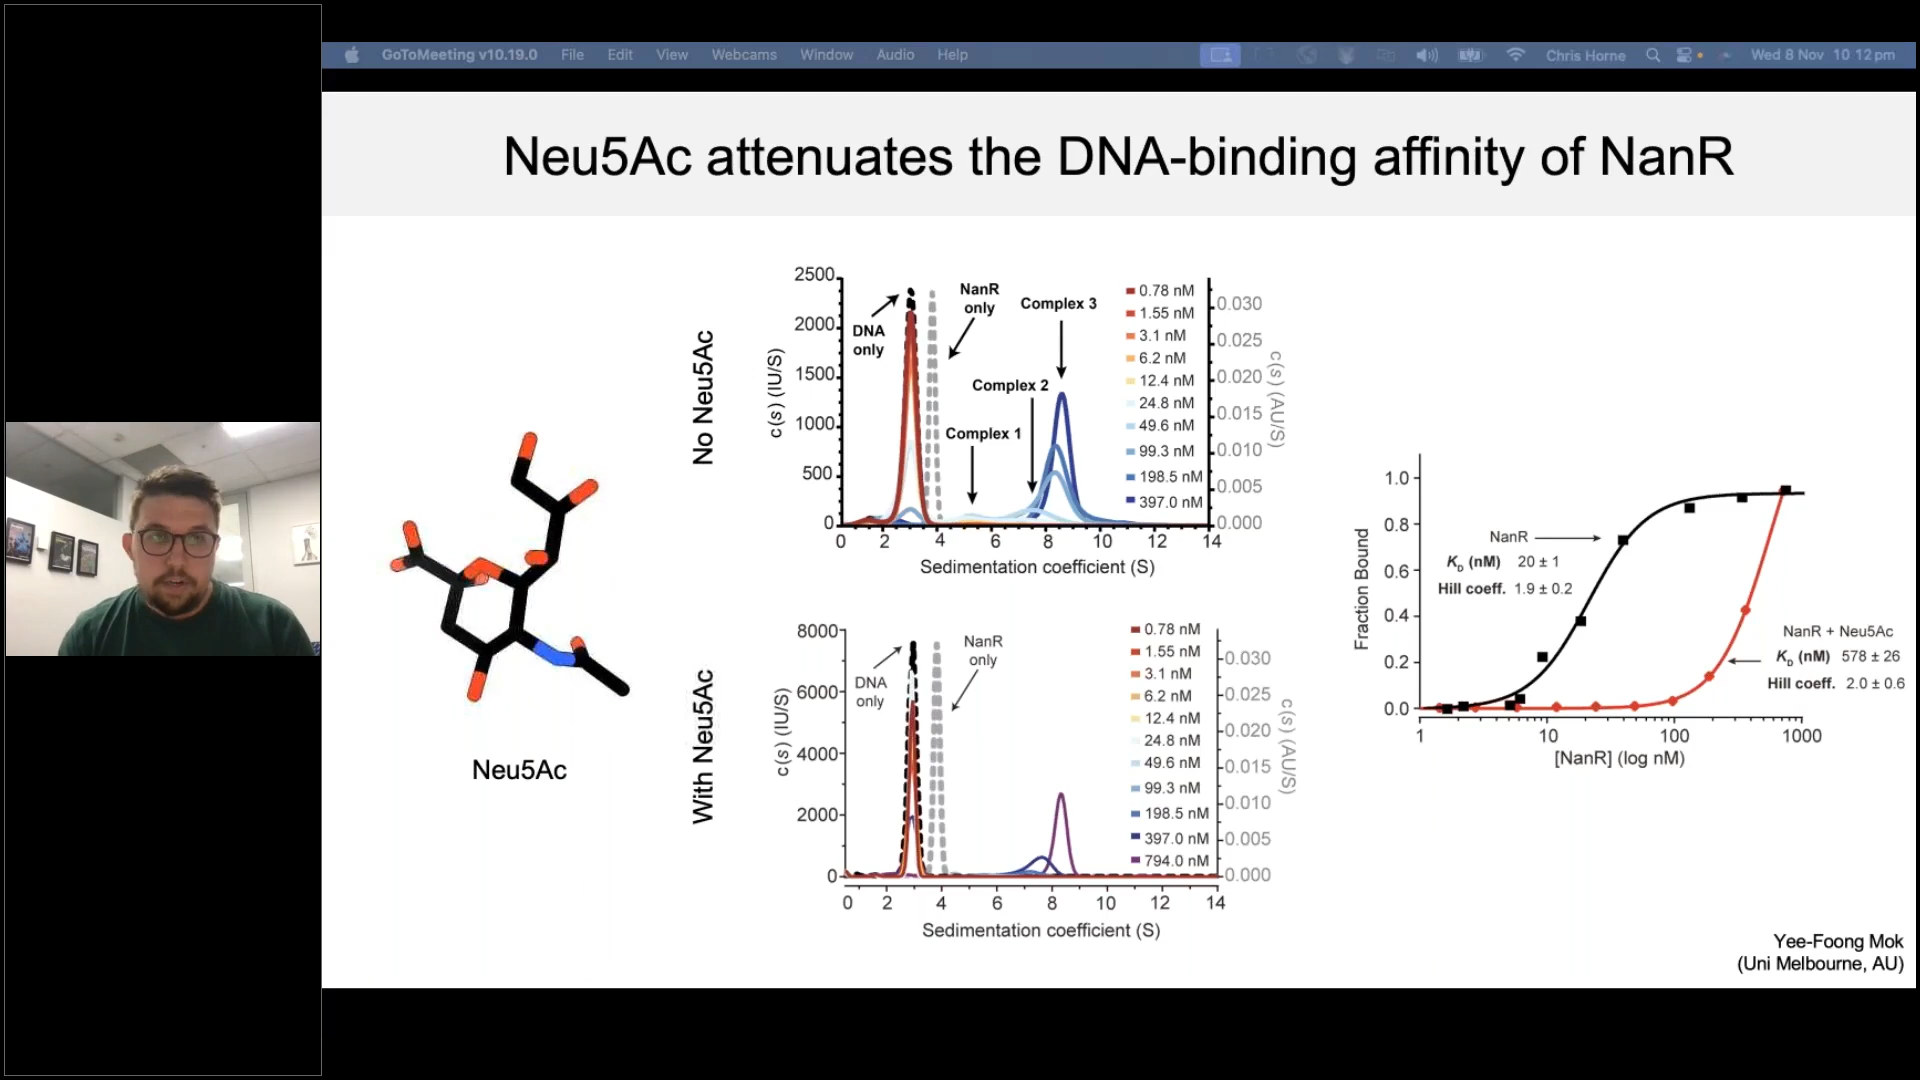 GoToMeeting v10.19.0 File Edit View Webcams Window Audio Help Chris Horne Wed 8 Nov 10 12 pm
Neu5Ac attenuates the DNA-binding affinity of NanR
Neu5Ac
No Neu5Ac
c(s) (IU/S)
2500
2000
1500
1000
500
0
DNA
only
NanR
only
Complex 3
Complex 2
Complex 1
0.78 nM
1.55 nM
3.1 nM
6.2 nM
12.4 nM
24.8 nM
49.6 nM
99.3 nM
198.5 nM
397.0 nM
0.030
0.025
0.020
0.015
0.010
0.005
0.000
c(s) (AU/S)
0 2 4 6 8 10 12 14
Sedimentation coefficient (S)
With Neu5Ac
c(s) (IU/S)
8000
6000
4000
2000
0
DNA
only
NanR
only
0.78 nM
1.55 nM
3.1 nM
6.2 nM
12.4 nM
24.8 nM
49.6 nM
99.3 nM
198.5 nM
397.0 nM
794.0 nM
0.030
0.025
0.020
0.015
0.010
0.005
0.000
c(s) (AU/S)
0 2 4 6 8 10 12 14
Sedimentation coefficient (S)
Fraction Bound
1.0
0.8
0.6
0.4
0.2
0.0
NanR
KD (nM) 20 ± 1
Hill coeff. 1.9 ± 0.2
NanR + Neu5Ac
KD (nM) 578 ± 26
Hill coeff. 2.0 ± 0.6
1 10 100 1000
[NanR] (log nM)
Yee-Foong Mok
(Uni Melbourne, AU)